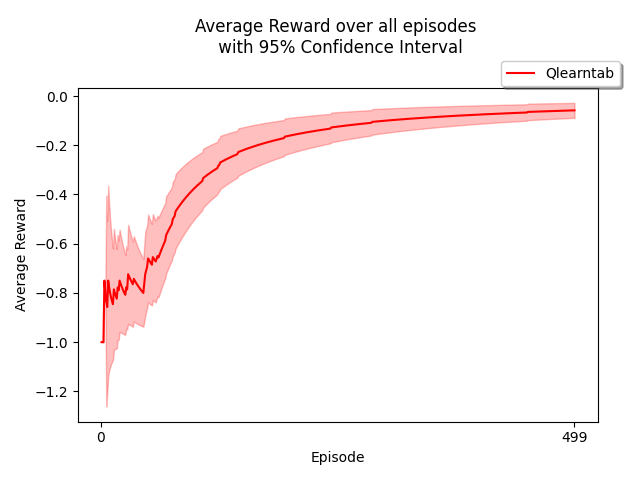 Average Reward over all episodes
with 95% Confidence Interval
Qlearntab
0.0
−0.2
−0.4
−0.6
−0.8
−1.0
−1.2
Average Reward
0
499
Episode